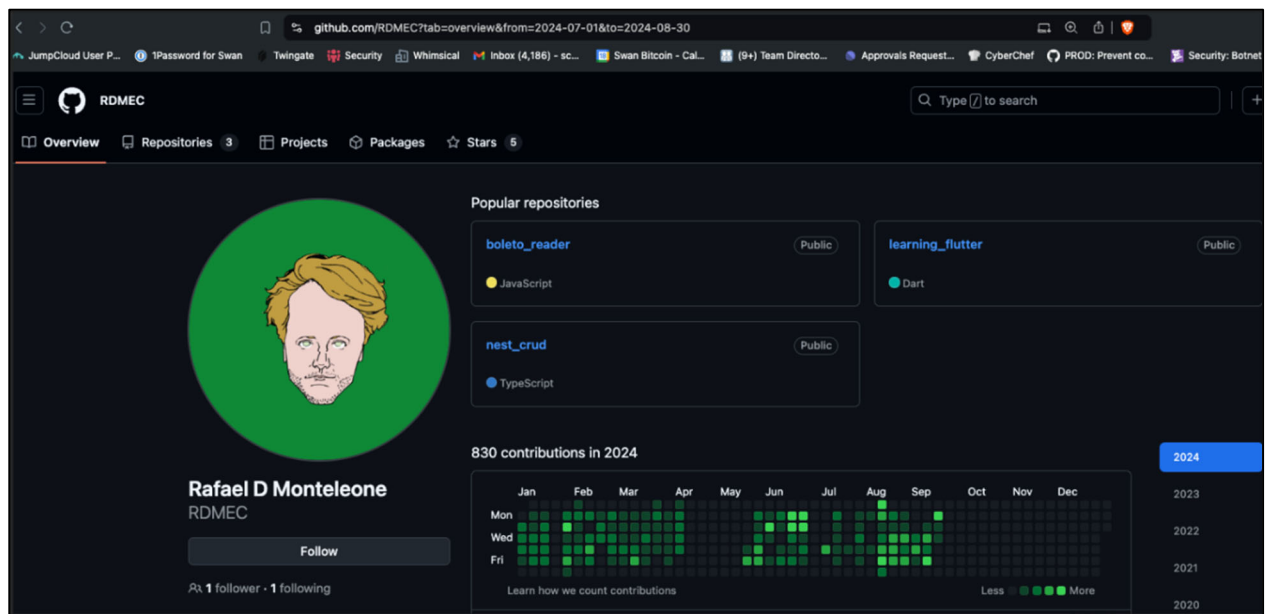 github.com/RDMEC?tab=overview&from=2024-07-01&to=2024-08-30
JumpCloud User P... 1Password for Swan Twingate Security Whimsical Inbox (4,186) - sc... Swan Bitcoin - Cal... (9+) Team Directo... Approvals Request... CyberChef PROD: Prevent co... Security: Botnet
RDMEC Type / to search
Overview Repositories 3 Projects Packages Stars 5
Popular repositories
boleto_reader Public
JavaScript
learning_flutter Public
Dart
nest_crud Public
TypeScript
Rafael D Monteleone
RDMEC
Follow
1 follower · 1 following
830 contributions in 2024
Jan Feb Mar Apr May Jun Jul Aug Sep Oct Nov Dec
Mon
Wed
Fri
Learn how we count contributions Less More
2024
2023
2022
2021
2020